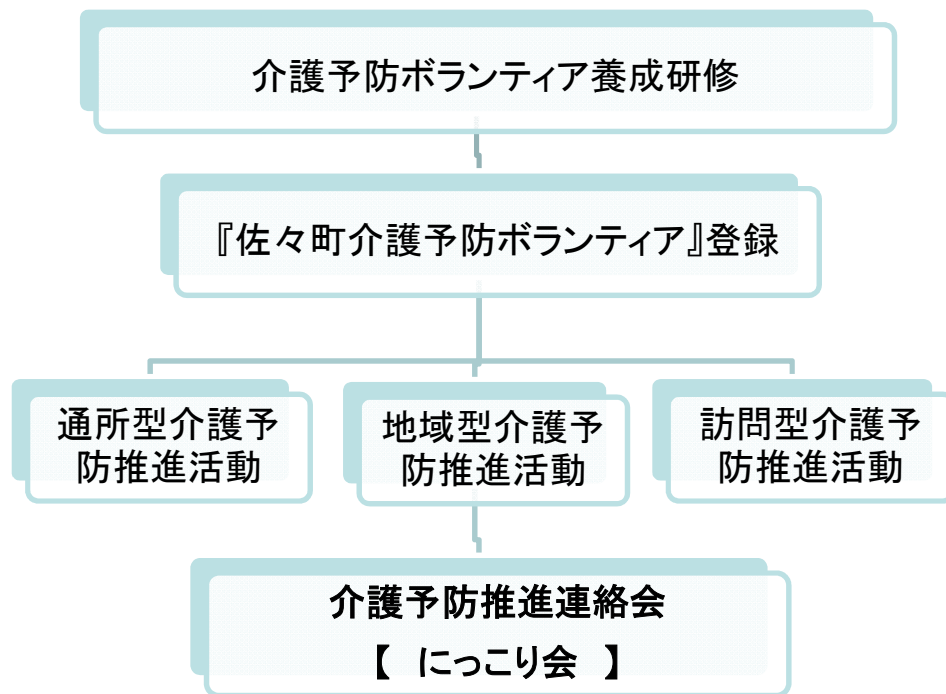 介護予防ボランティア養成研修
『佐々町介護予防ボランティア』登録
通所型介護予
防推進活動
地域型介護予
防推進活動
訪問型介護予
防推進活動
介護予防推進連絡会
【　にっこり会　】